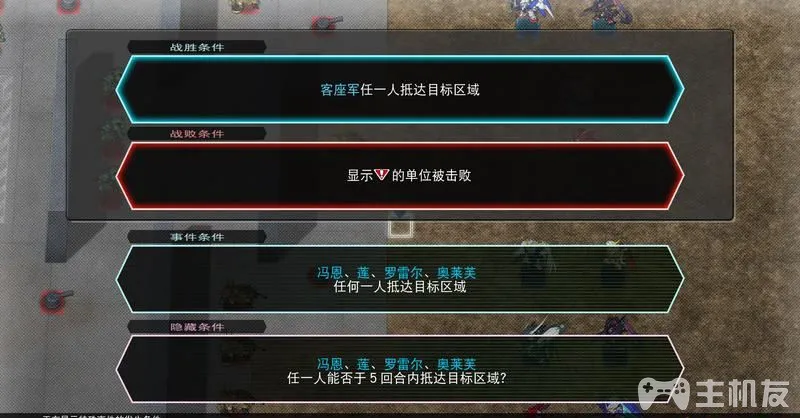 战胜条件
客座军任一人抵达目标区域
战败条件
显示的单位被击败
事件条件
冯恩、莲、罗雷尔、奥莱芙
任何一人抵达目标区域
隐藏条件
冯恩、莲、罗雷尔、奥莱芙
任一人能否于5回合内抵达目标区域?
主机友